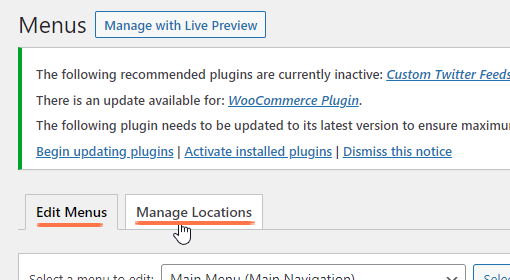 Menus Manage with Live Preview
The following recommended plugins are currently inactive: Custom Twitter Feeds
There is an update available for: WooCommerce Plugin.
The following plugin needs to be updated to its latest version to ensure maximu
Begin updating plugins | Activate installed plugins | Dismiss this notice
Edit Menus Manage Locations
Select a menu to edit: Main Menu (Main Navigation) Selec